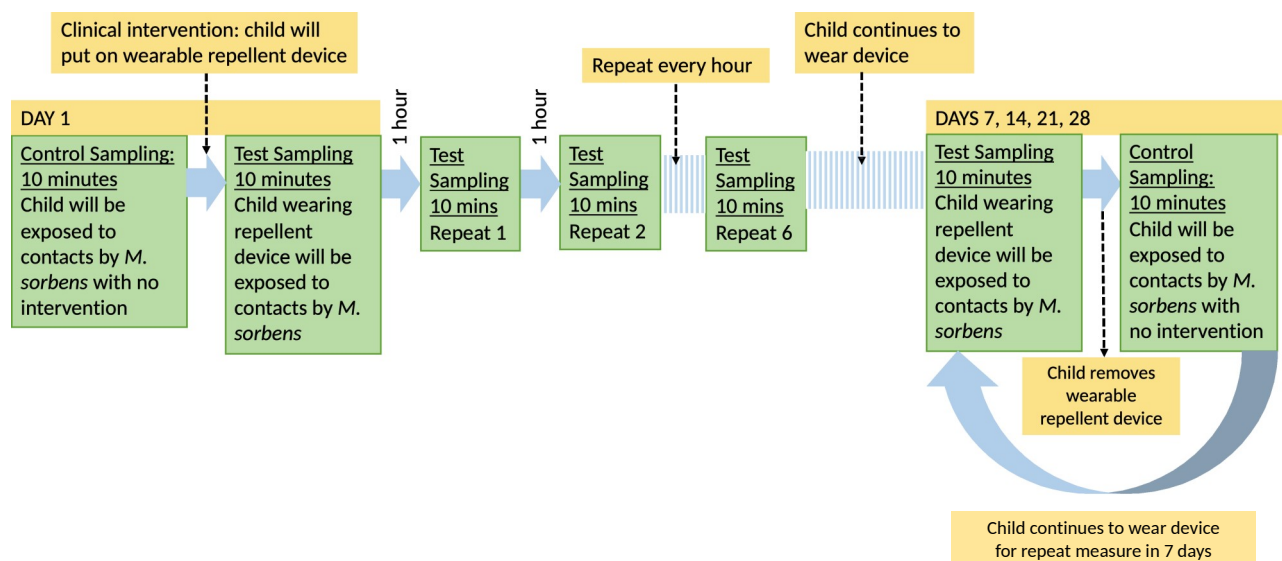 Clinical intervention: child will
put on wearable repellent device
Child continues to
wear device
Repeat every hour
DAY 1
1 hour
1 hour
DAYS 7, 14, 21, 28
Control Sampling:
10 minutes
Child will be
exposed to
contacts by M.
sorbens with no
intervention
Test Sampling
10 minutes
Child wearing
repellent
device will be
exposed to
contacts by M.
sorbens
Test
Sampling
10 mins
Repeat 1
Test
Sampling
10 mins
Repeat 2
Test
Sampling
10 mins
Repeat 6
Test Sampling
10 minutes
Child wearing
repellent
device will be
exposed to
contacts by M.
sorbens
Control
Sampling:
10 minutes
Child will be
exposed to
contacts by M.
sorbens with
no intervention
Child removes
wearable
repellent device
Child continues to wear device
for repeat measure in 7 days